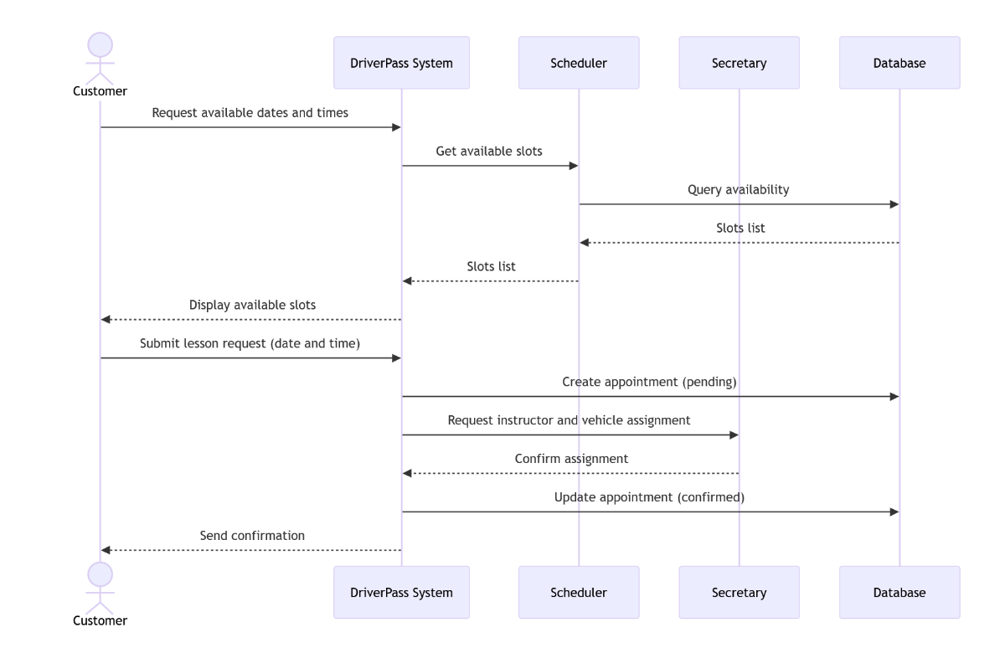 Customer
DriverPass System
Scheduler
Secretary
Database
Request available dates and times
Get available slots
Query availability
Slots list
Slots list
Display available slots
Submit lesson request (date and time)
Create appointment (pending)
Request instructor and vehicle assignment
Confirm assignment
Update appointment (confirmed)
Send confirmation
Customer
DriverPass System
Scheduler
Secretary
Database